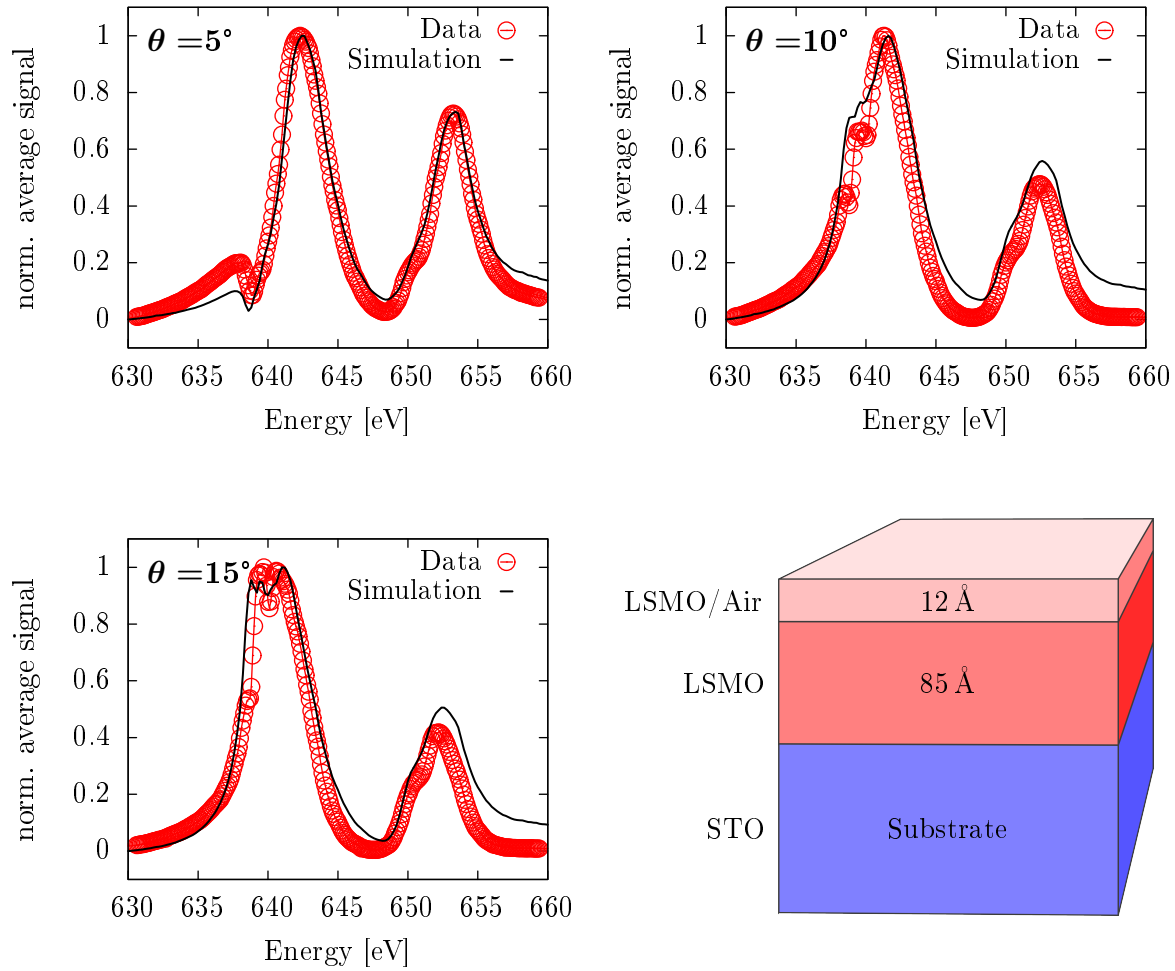 θ =5°
Data
Simulation
norm. average signal
1
0.8
0.6
0.4
0.2
0
630 635 640 645 650 655 660
Energy [eV]
θ =10°
Data
Simulation
norm. average signal
1
0.8
0.6
0.4
0.2
0
630 635 640 645 650 655 660
Energy [eV]
θ =15°
Data
Simulation
norm. average signal
1
0.8
0.6
0.4
0.2
0
630 635 640 645 650 655 660
Energy [eV]
LSMO/Air 12 Å
LSMO 85 Å
STO Substrate